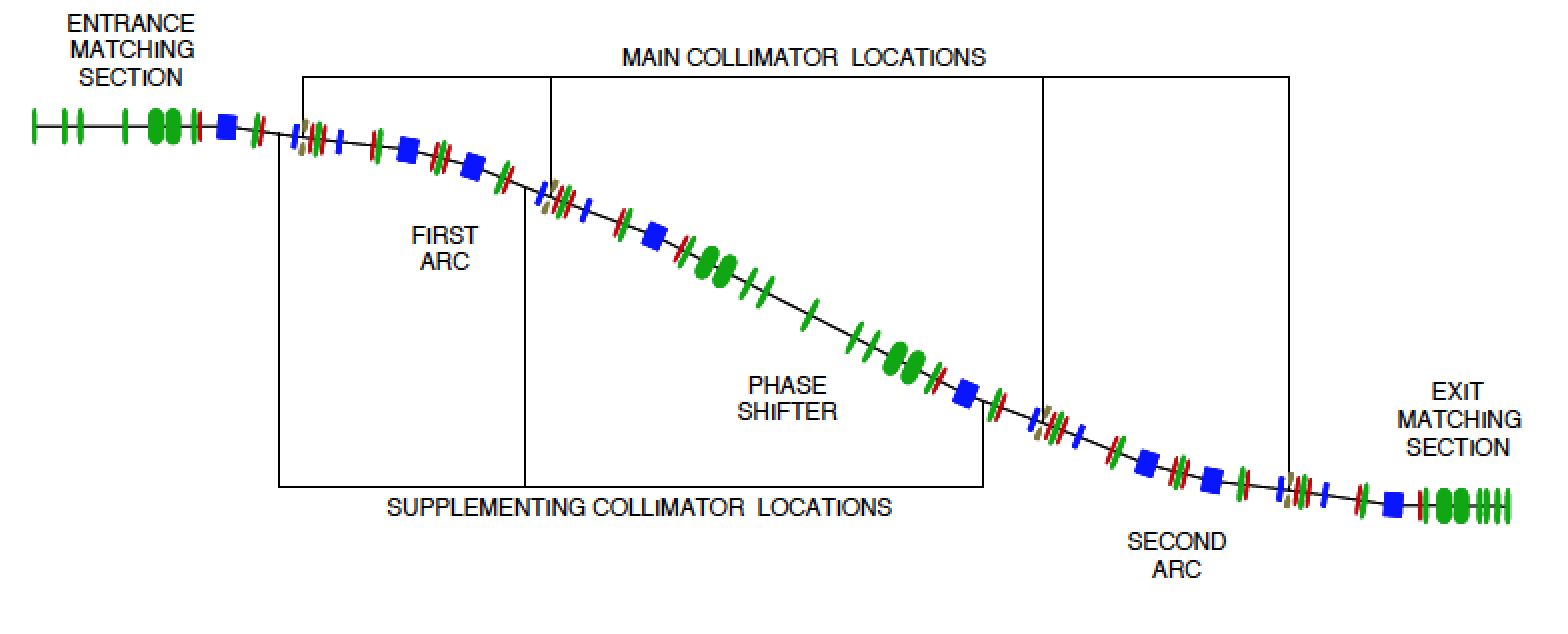 ENTRANCE
MATCHING
SECTION
MAIN COLLIMATOR LOCATIONS
FIRST
ARC
PHASE
SHIFTER
EXIT
MATCHING
SECTION
SUPPLEMENTING COLLIMATOR LOCATIONS
SECOND
ARC